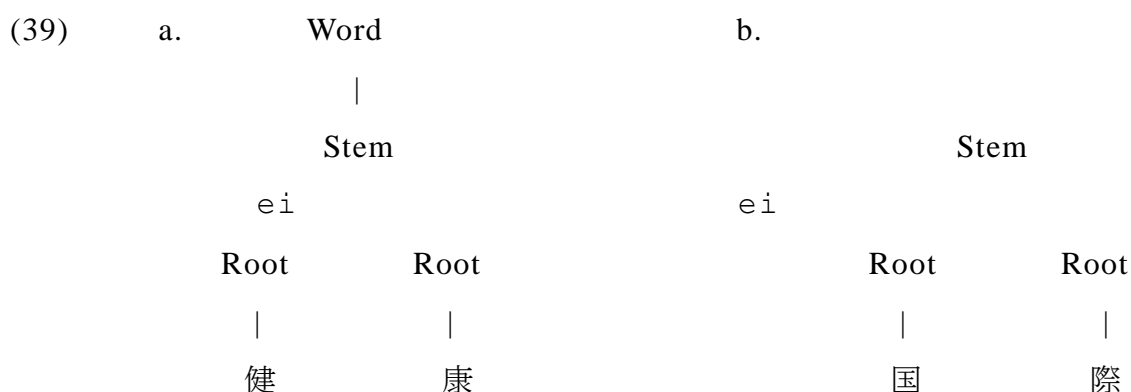 (39) a. Word b.
|
Stem Stem
ei ei
Root Root Root Root
| | | |
健 康 国 際